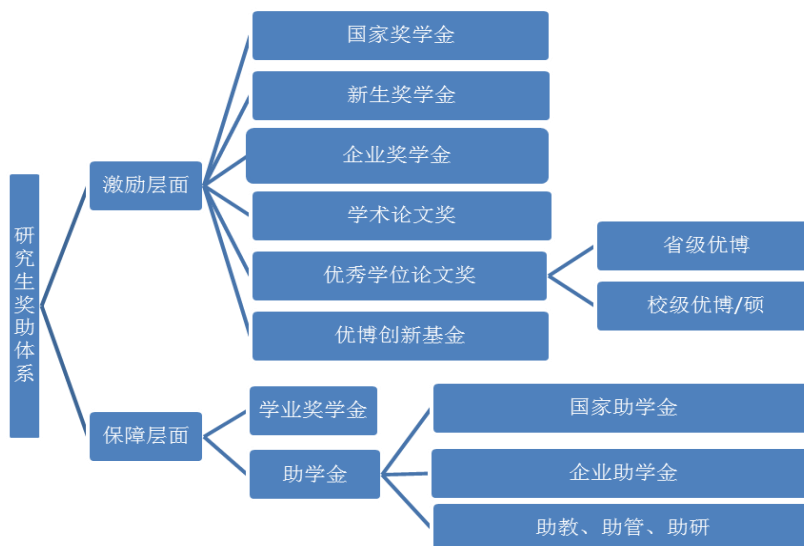 研究生奖助体系
激励层面
国家奖学金
新生奖学金
企业奖学金
学术论文奖
优秀学位论文奖
省级优博
校级优博/硕
优博创新基金
保障层面
学业奖学金
助学金
国家助学金
企业助学金
助教、助管、助研